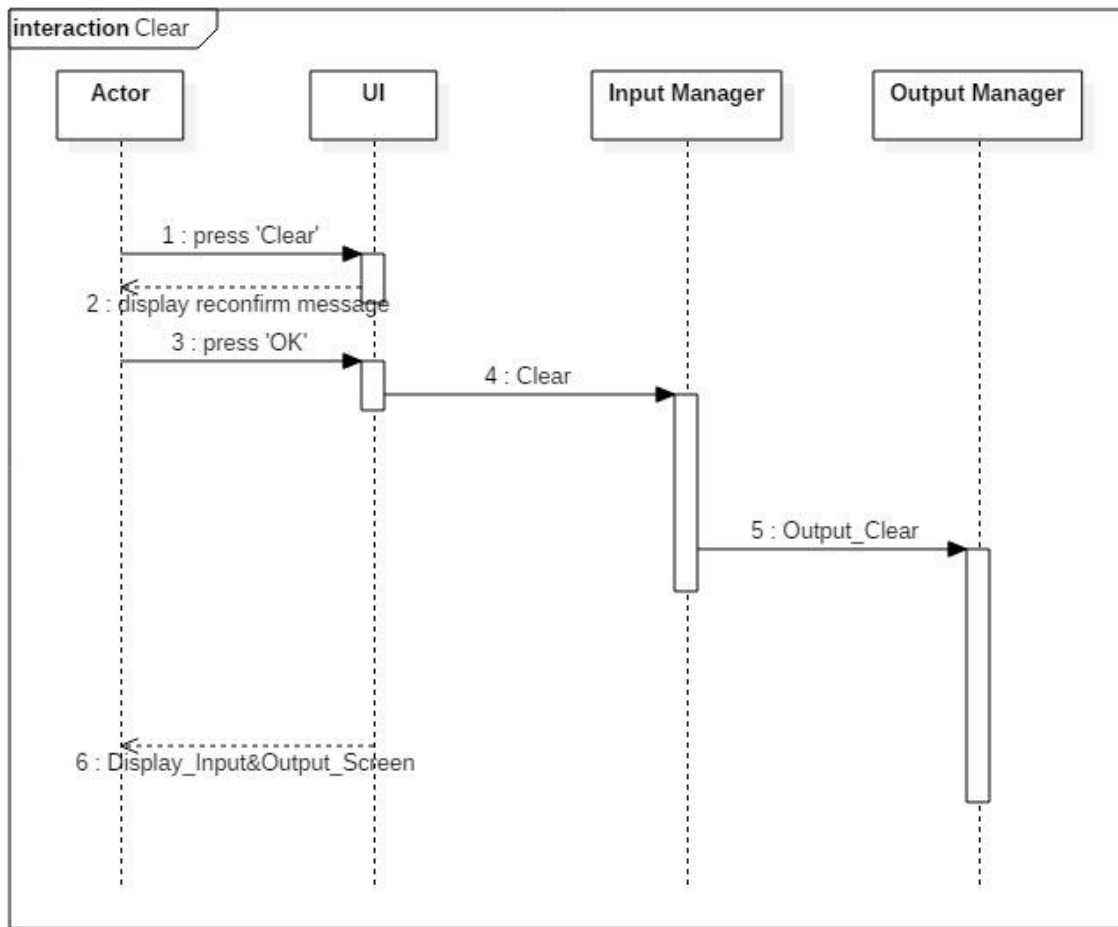 interaction Clear
Actor
UI
Input Manager
Output Manager
1 : press 'Clear'
2 : display reconfirm message
3 : press 'OK'
4 : Clear
5 : Output_Clear
6 : Display_Input&Output_Screen